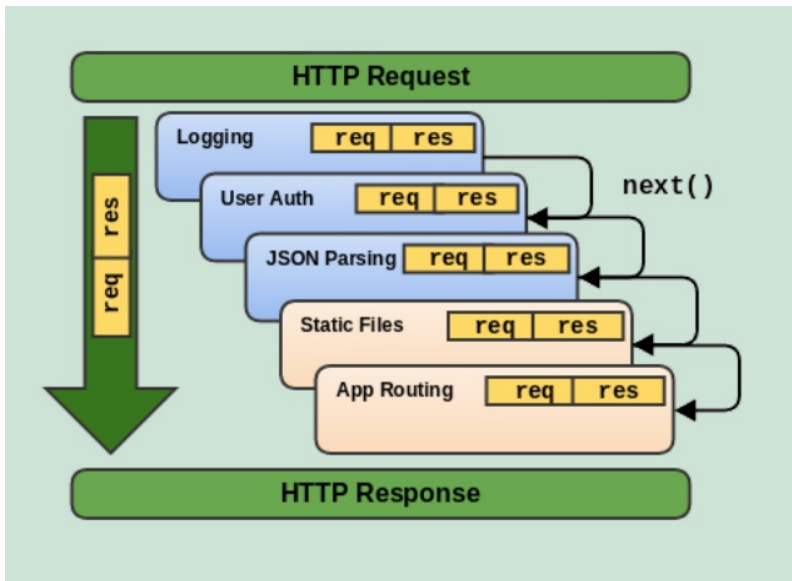 HTTP Request
Logging
req res
next()
User Auth
req res
JSON Parsing
req res
Static Files
req res
App Routing
req res
req res
HTTP Response